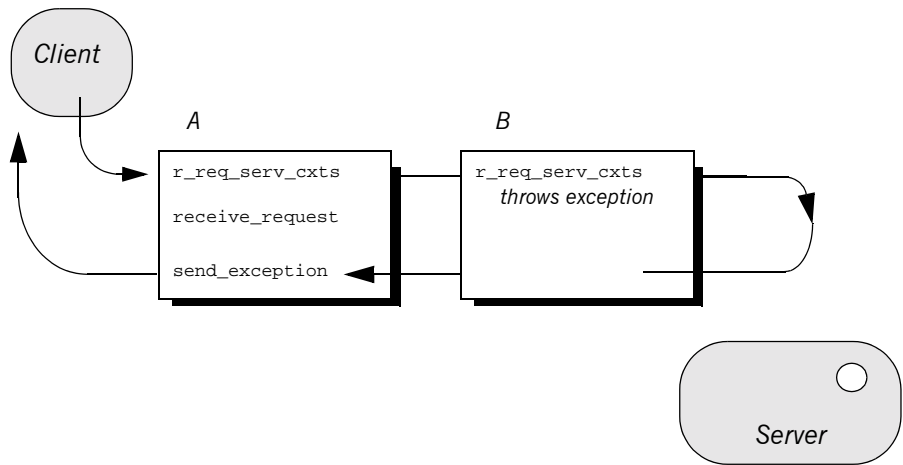 Client
A
r_req_serv_cxts
receive_request
send_exception
B
r_req_serv_cxts
throws exception
Server